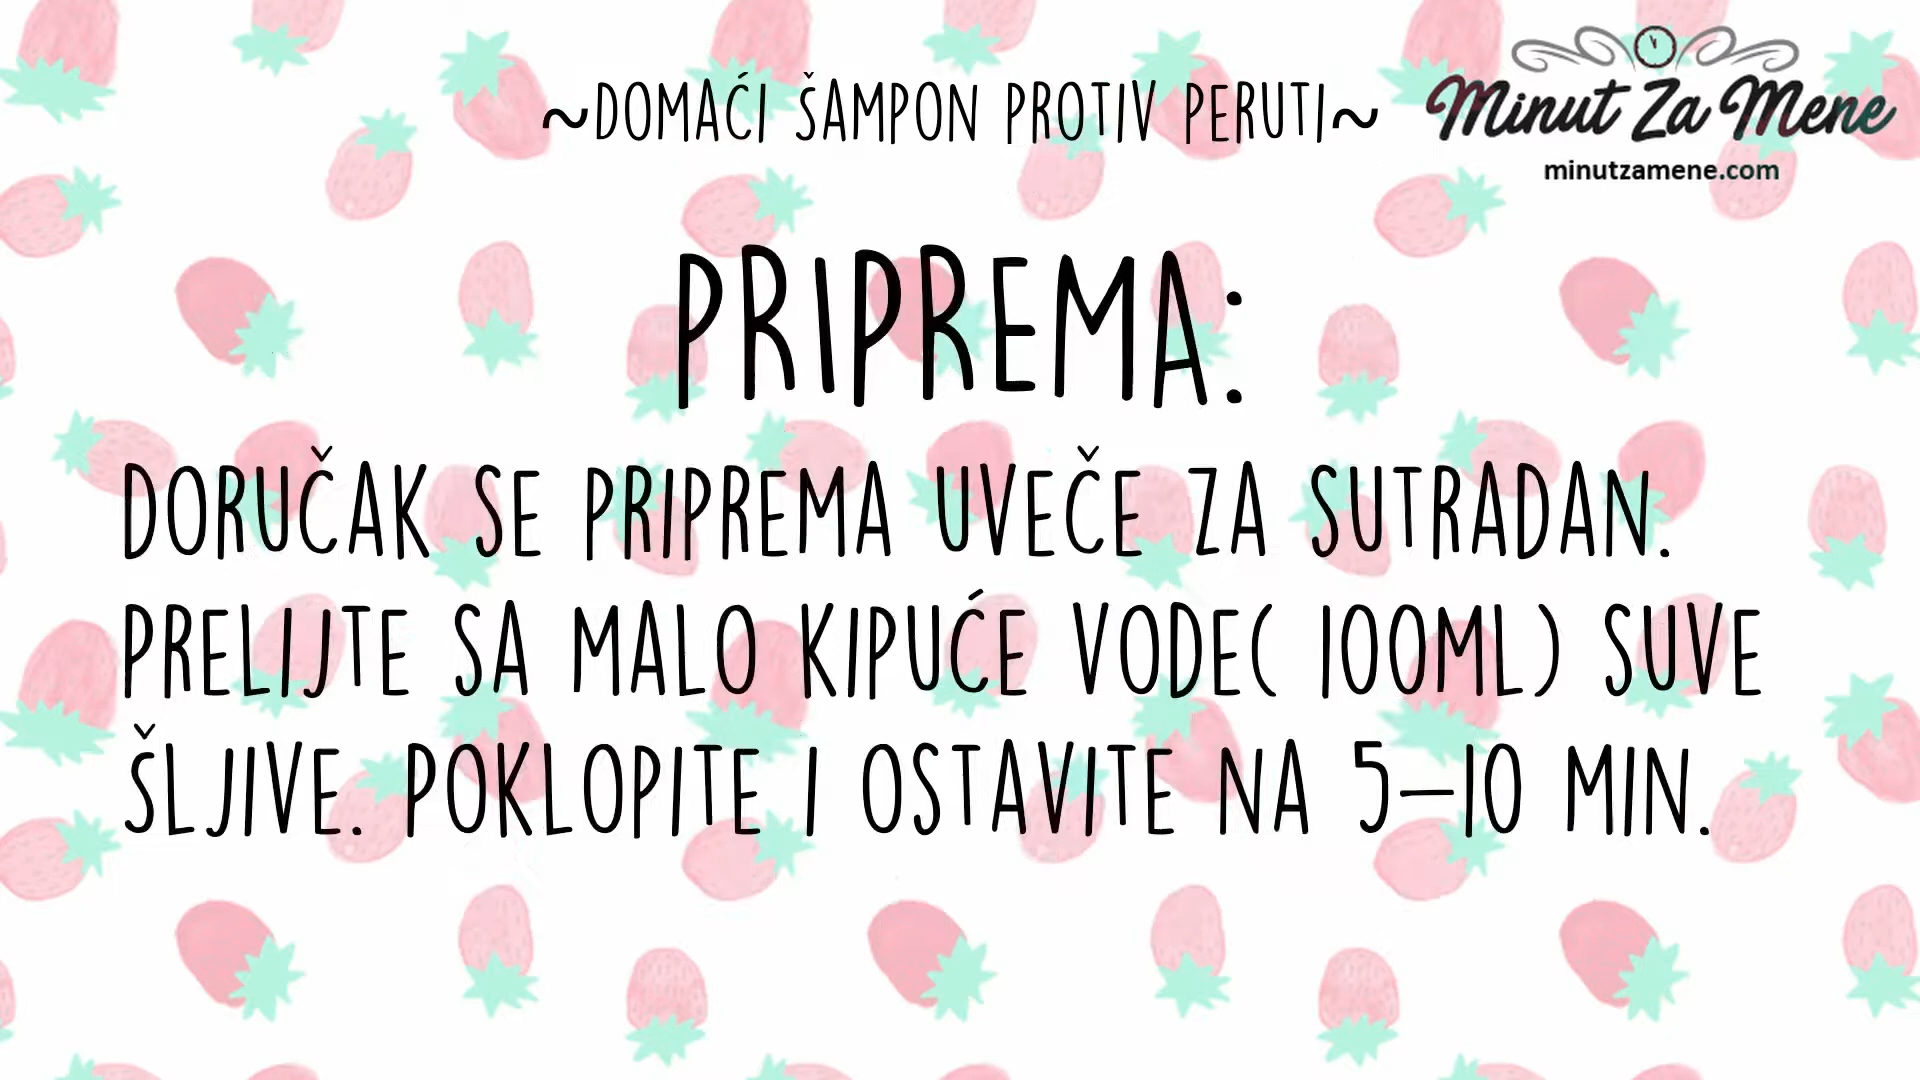 ~DOMAĆI ŠAMPON PROTIV PERUTI~
Minut Za Mene
minutzamene.com
PRIPREMA:
DORUČAK SE PRIPREMA UVEČE ZA SUTRADAN.
PRELIJTE SA MALO KIPUĆE VODE( 100ML) SUVE
ŠLJIVE. POKLOPITE I OSTAVITE NA 5–10 MIN.